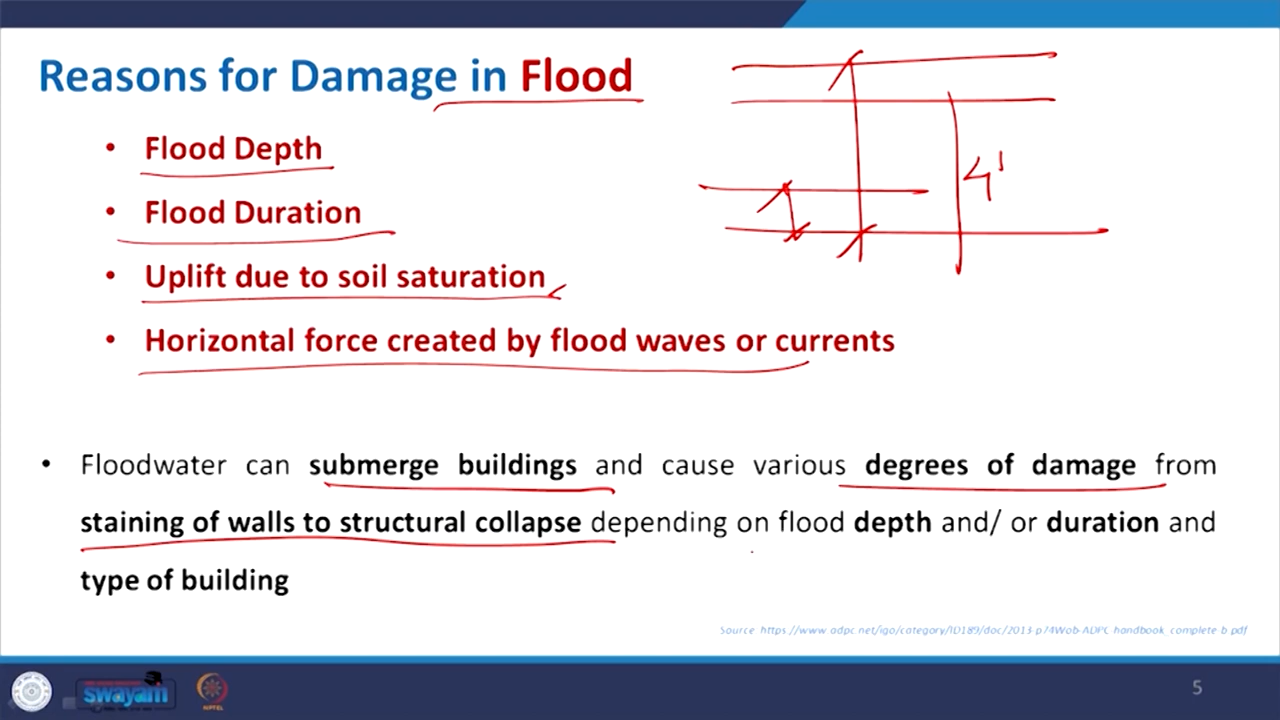 Reasons for Damage in Flood
• Flood Depth
• Flood Duration
• Uplift due to soil saturation
• Horizontal force created by flood waves or currents
4'
• Floodwater can submerge buildings and cause various degrees of damage from
staining of walls to structural collapse depending on flood depth and/ or duration and
type of building
Source: https://www.adpc.net/igo/category/ID189/doc/2013-p74Wob-ADPC-handbook_complete-b.pdf
swayam
NPTEL
5